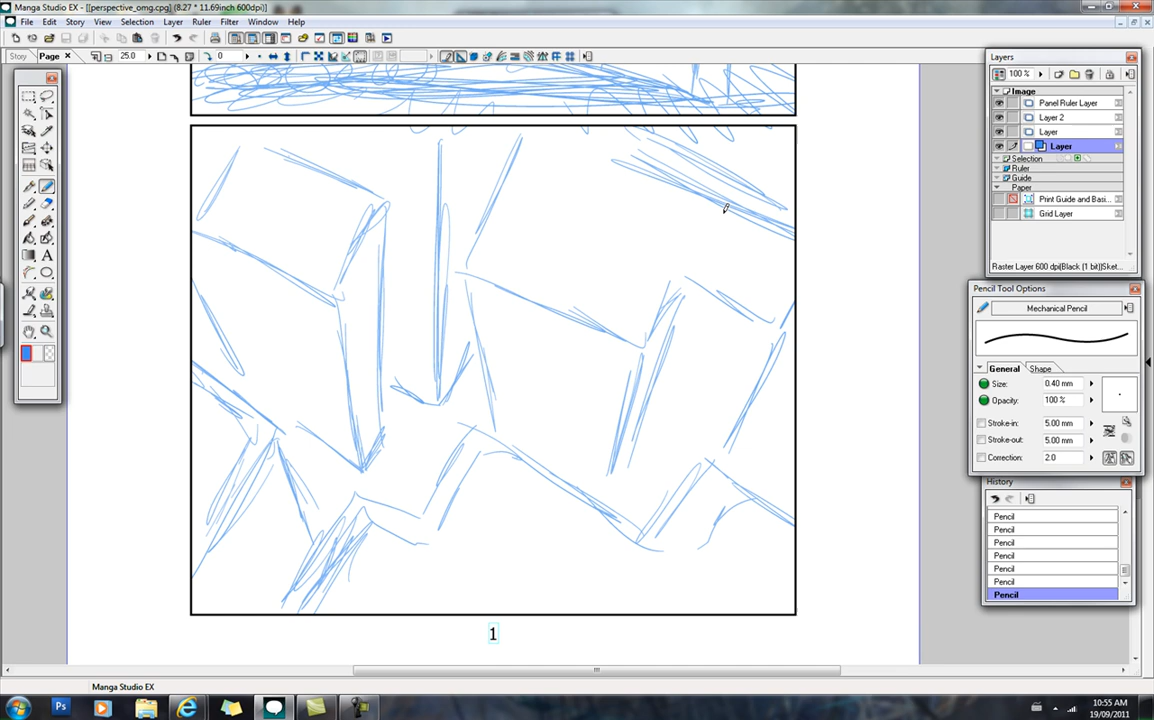 Manga Studio EX - [[perspective_omg.cpg] (8.27 * 11.69inch 600dpi)]
File Edit Story View Selection Layer Ruler Filter Window Help
Story Page 25.0 0
Layers
100 %
Image
Panel Ruler Layer
Layer 2
Layer
Layer
Selection
Ruler
Guide
Paper
Print Guide and Basi...
Grid Layer
Raster Layer 600 dpi(Black (1 bit))Sket...
Pencil Tool Options
Mechanical Pencil
General Shape
Size: 0.40 mm
Opacity: 100 %
Stroke-in: 5.00 mm
Stroke-out: 5.00 mm
Correction: 2.0
History
Pencil
Pencil
Pencil
Pencil
Pencil
Pencil
Pencil
A
1
Manga Studio EX
Ps
10:55 AM
19/09/2011